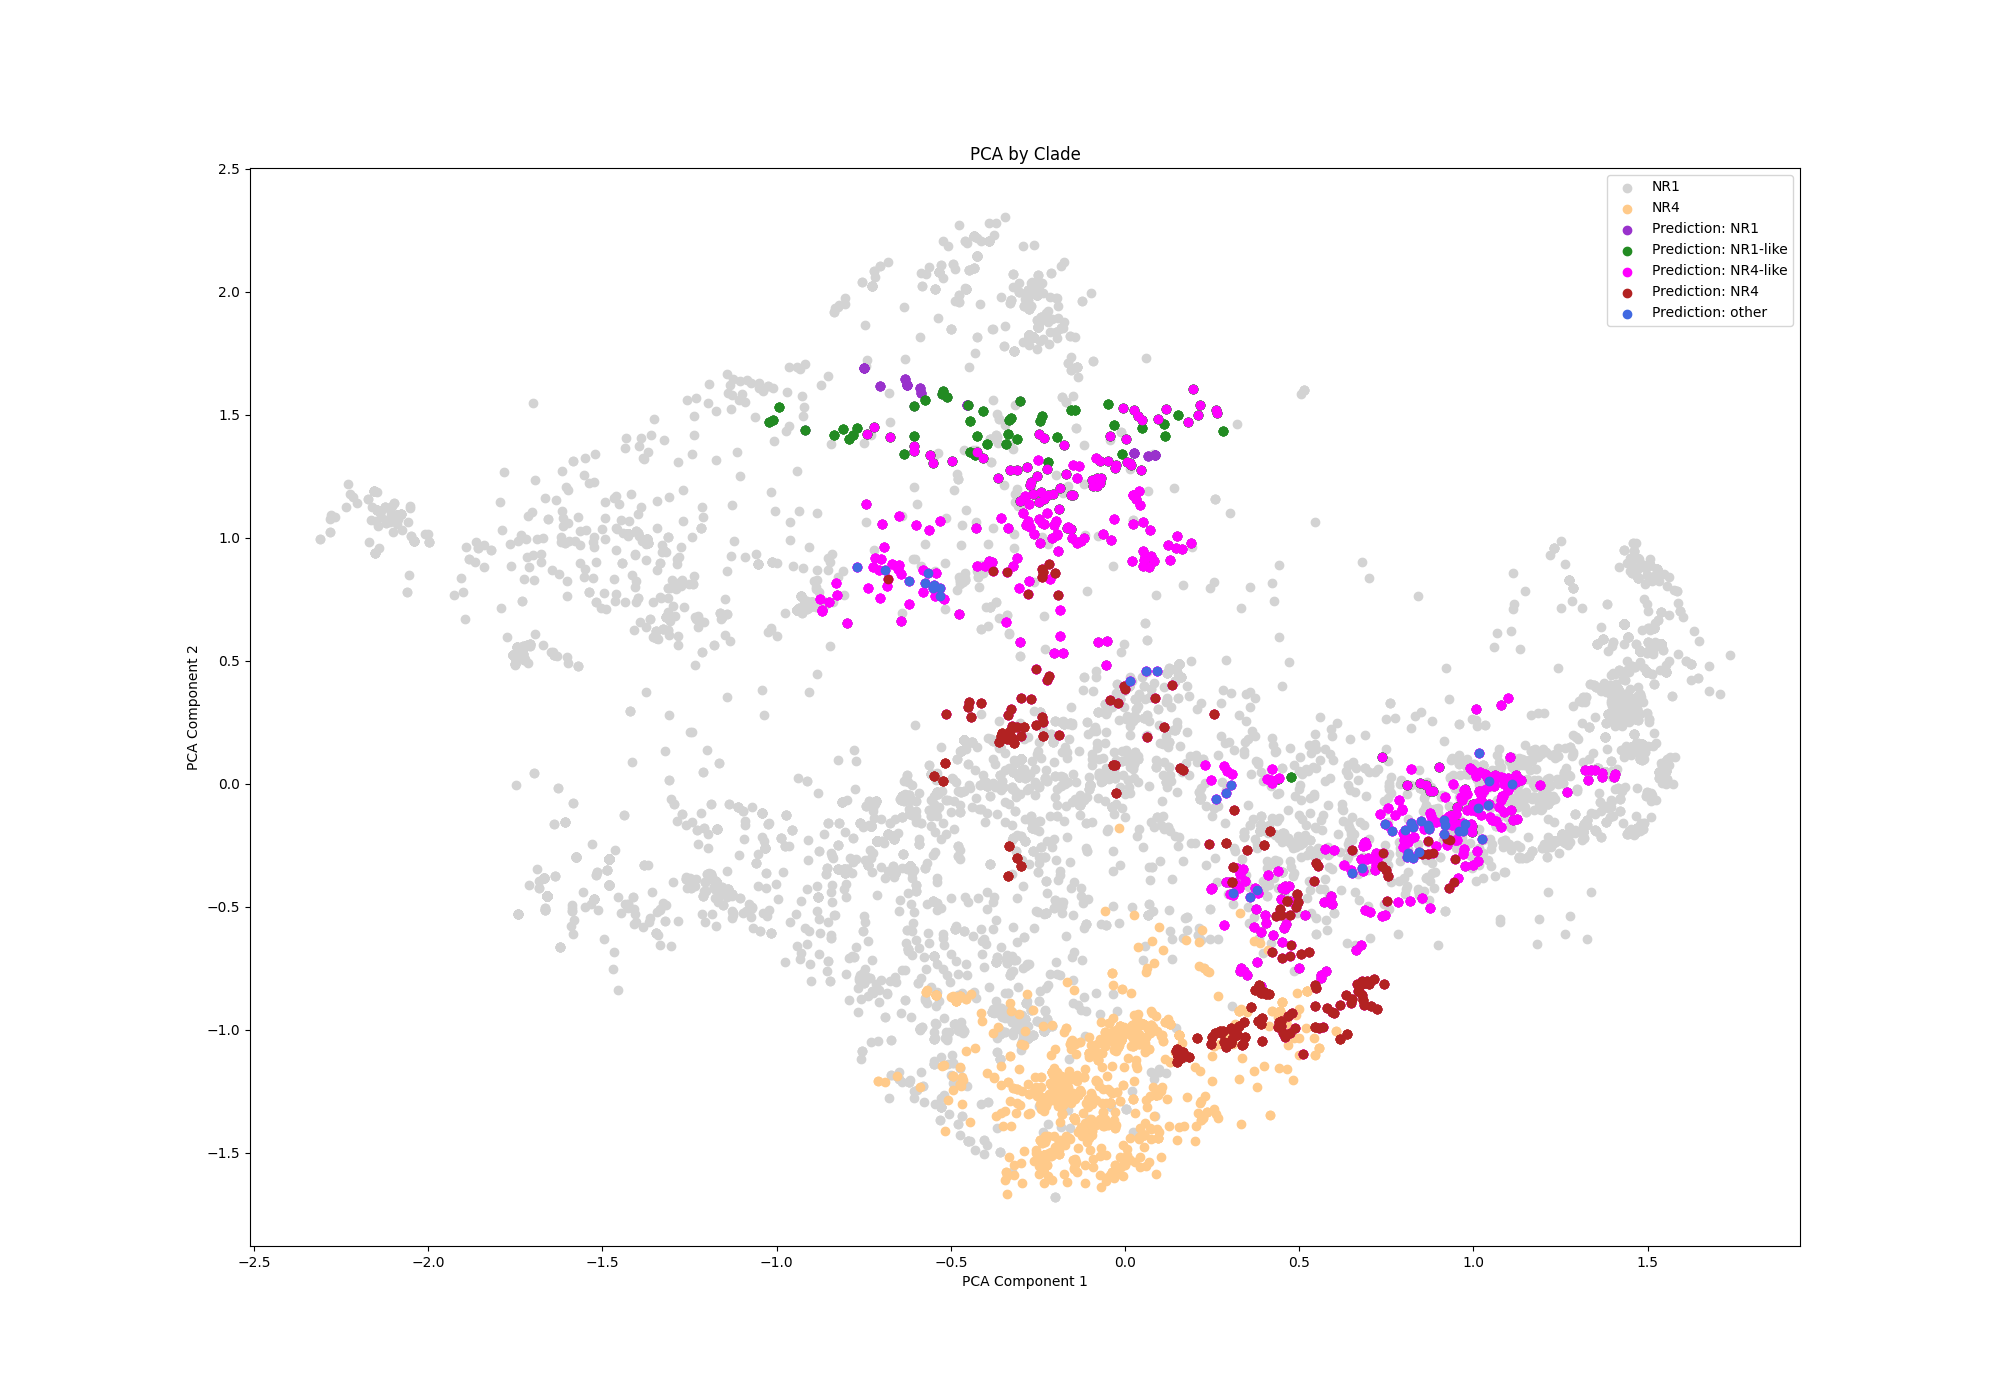 PCA by Clade
2.5
2.0
1.5
1.0
0.5
0.0
−0.5
−1.0
−1.5
PCA Component 2
−2.5
−2.0
−1.5
−1.0
−0.5
0.0
0.5
1.0
1.5
PCA Component 1
NR1
NR4
Prediction: NR1
Prediction: NR1-like
Prediction: NR4-like
Prediction: NR4
Prediction: other